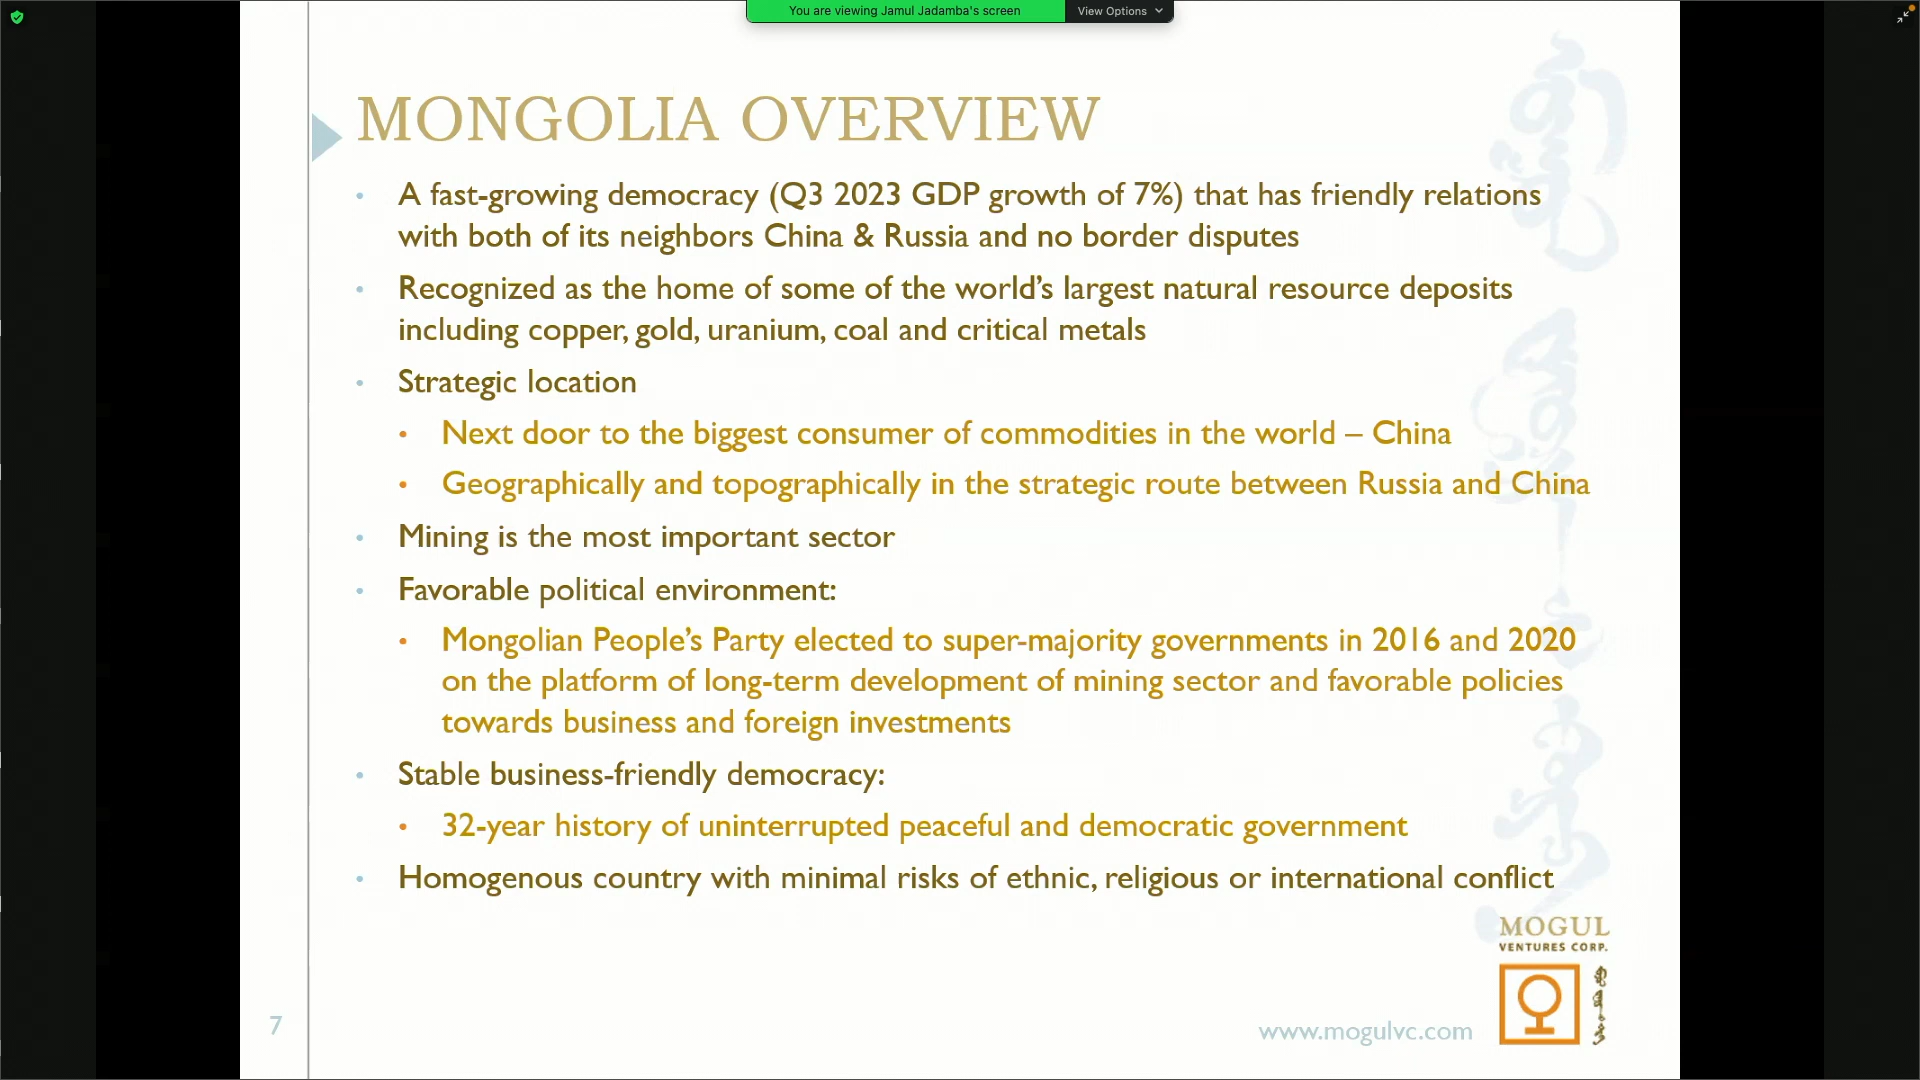 You are viewing Jamul Jadamba's screen
View Options
MONGOLIA OVERVIEW
• A fast-growing democracy (Q3 2023 GDP growth of 7%) that has friendly relations
with both of its neighbors China & Russia and no border disputes
• Recognized as the home of some of the world’s largest natural resource deposits
including copper, gold, uranium, coal and critical metals
• Strategic location
• Next door to the biggest consumer of commodities in the world – China
• Geographically and topographically in the strategic route between Russia and China
• Mining is the most important sector
• Favorable political environment:
• Mongolian People’s Party elected to super-majority governments in 2016 and 2020
on the platform of long-term development of mining sector and favorable policies
towards business and foreign investments
• Stable business-friendly democracy:
• 32-year history of uninterrupted peaceful and democratic government
• Homogenous country with minimal risks of ethnic, religious or international conflict
MOGUL
VENTURES CORP.
7
www.mogulvc.com